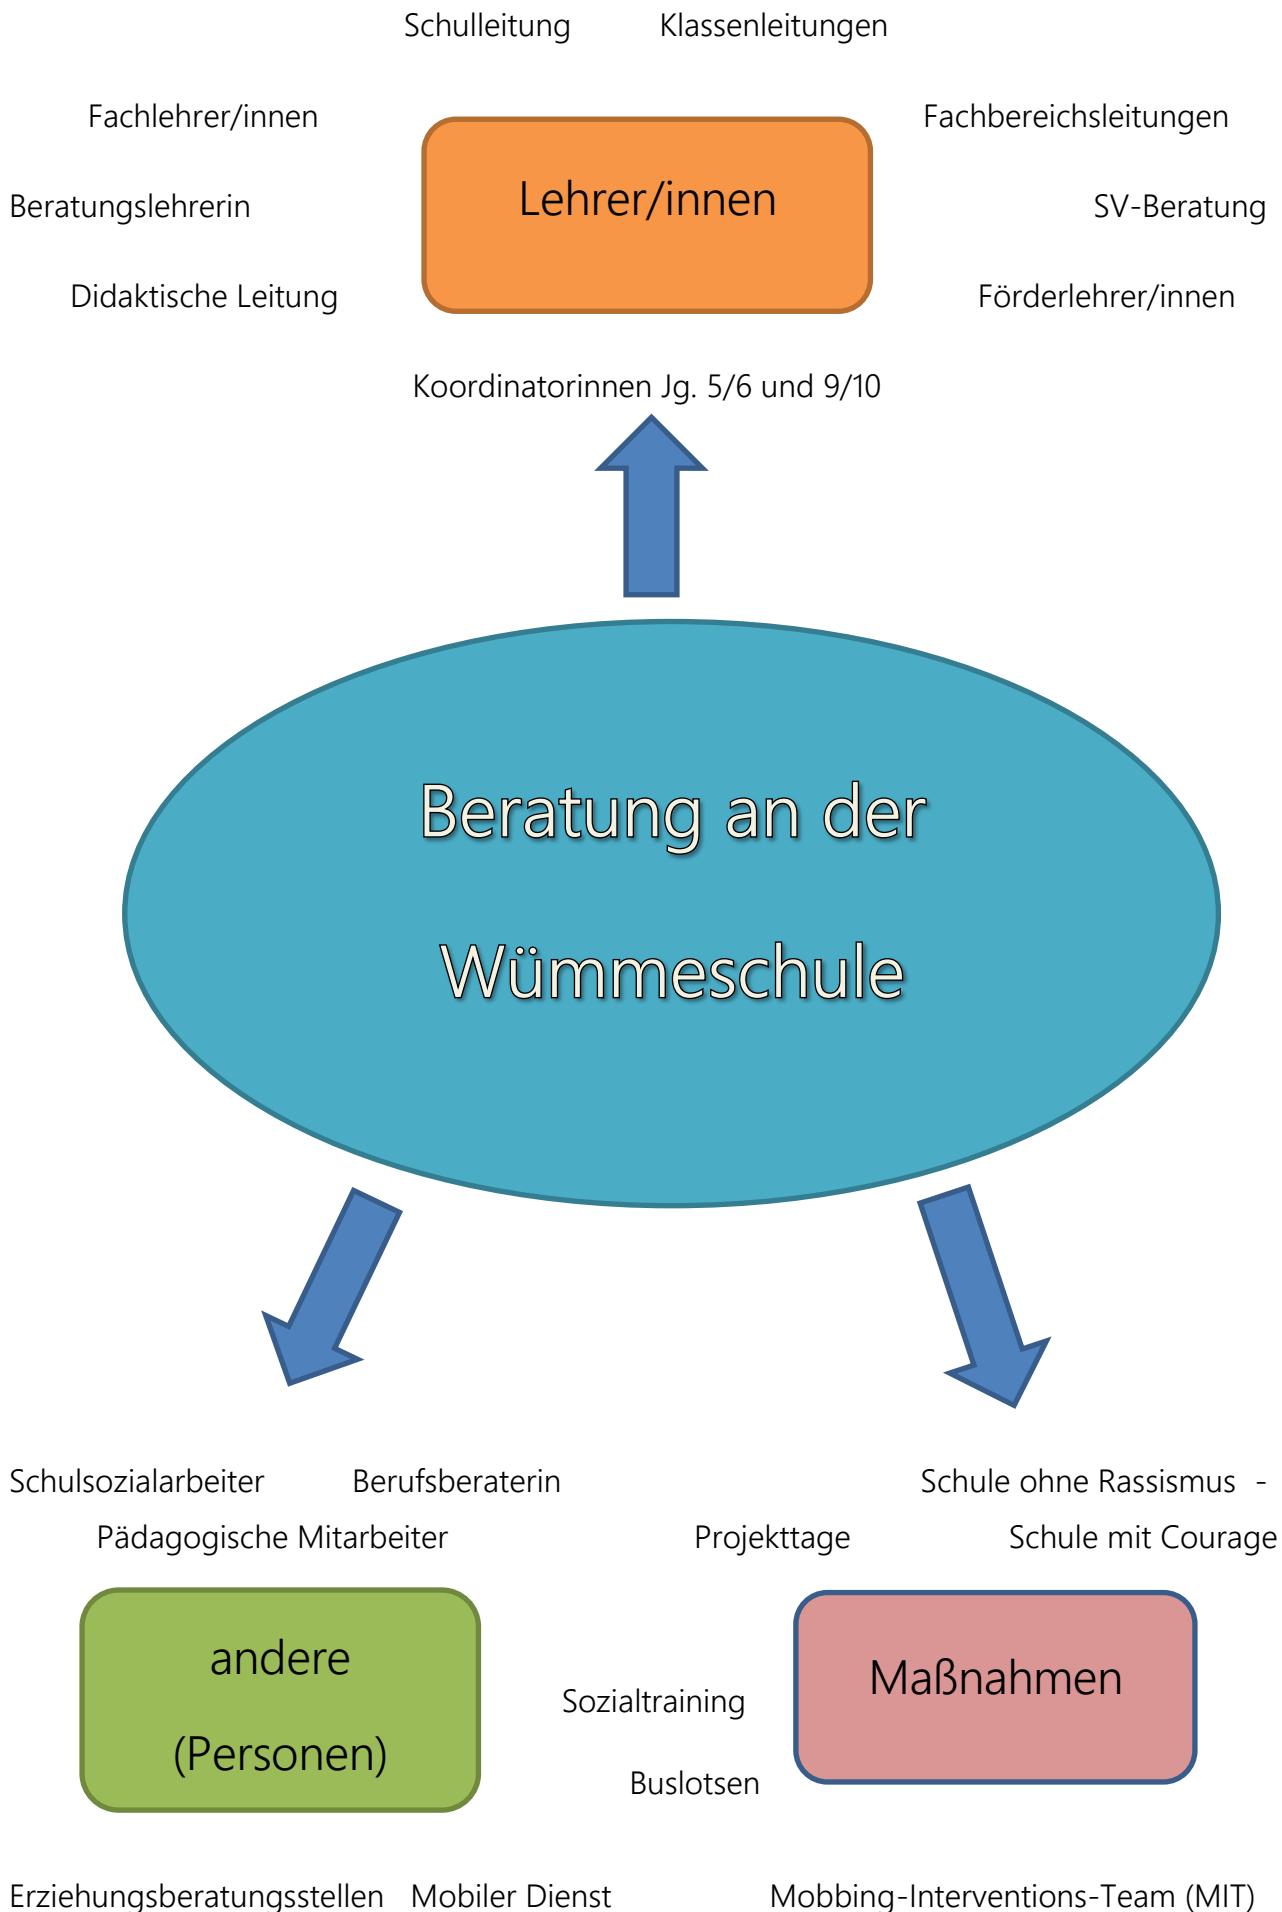 Schulleitung Klassenleitungen
Fachlehrer/innen Fachbereichsleitungen
Lehrer/innen
Beratungslehrerin SV-Beratung
Didaktische Leitung Förderlehrer/innen
Koordinatorinnen Jg. 5/6 und 9/10
Beratung an der
Wümmeschule
Schulsozialarbeiter Berufsberaterin Schule ohne Rassismus -
Pädagogische Mitarbeiter Projekttage Schule mit Courage
andere
(Personen)
Maßnahmen
Sozialtraining
Buslotsen
Erziehungsberatungsstellen Mobiler Dienst Mobbing-Interventions-Team (MIT)